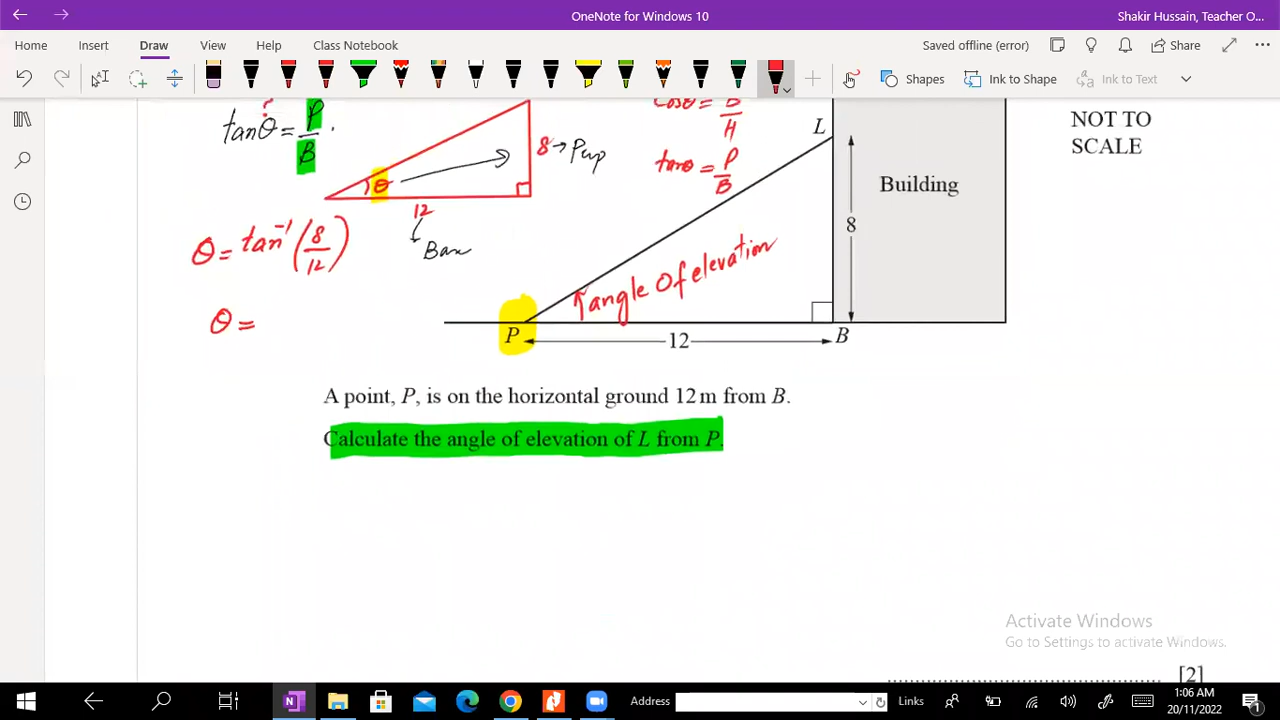 OneNote for Windows 10
Shakir Hussain, Teacher O...
Home Insert Draw View Help Class Notebook
Saved offline (error) Share
Shapes Ink to Shape Ink to Text
?
tanθ = P/B
θ
8 → Perp
12
Base
cosθ = B/H
tanθ = P/B
θ = tan⁻¹(8/12)
θ =
L
Building
8
NOT TO
SCALE
angle Of elevation
P
12
B
A point, P, is on the horizontal ground 12 m from B.
Calculate the angle of elevation of L from P.
Activate Windows
Go to Settings to activate Windows.
.......................................................... [2]
Address
Links
1:06 AM
20/11/2022
1